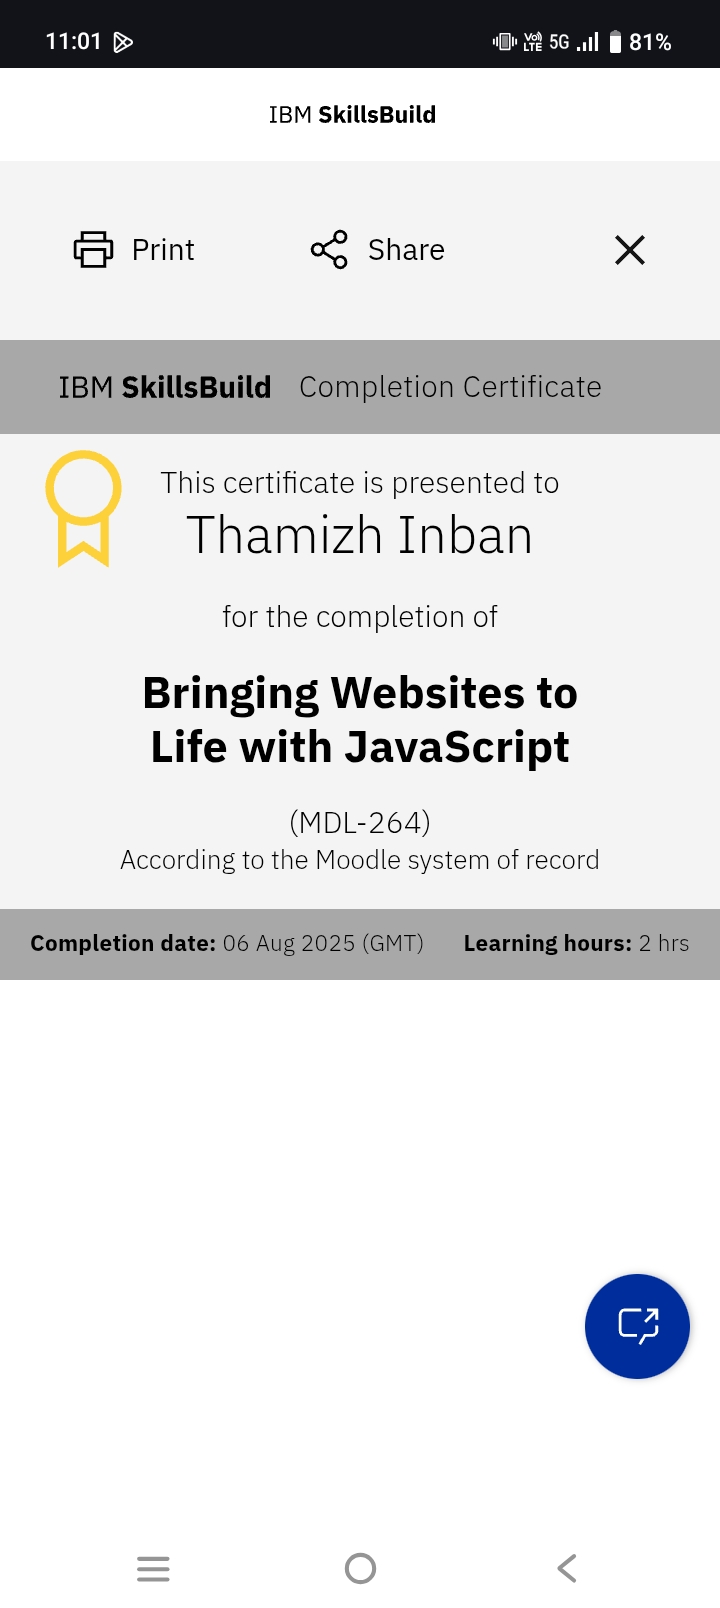 11:01 Vo) LTE 5G 81%
IBM SkillsBuild
Print Share
IBM SkillsBuild Completion Certificate
This certificate is presented to
Thamizh Inban
for the completion of
Bringing Websites to
Life with JavaScript
(MDL-264)
According to the Moodle system of record
Completion date: 06 Aug 2025 (GMT) Learning hours: 2 hrs